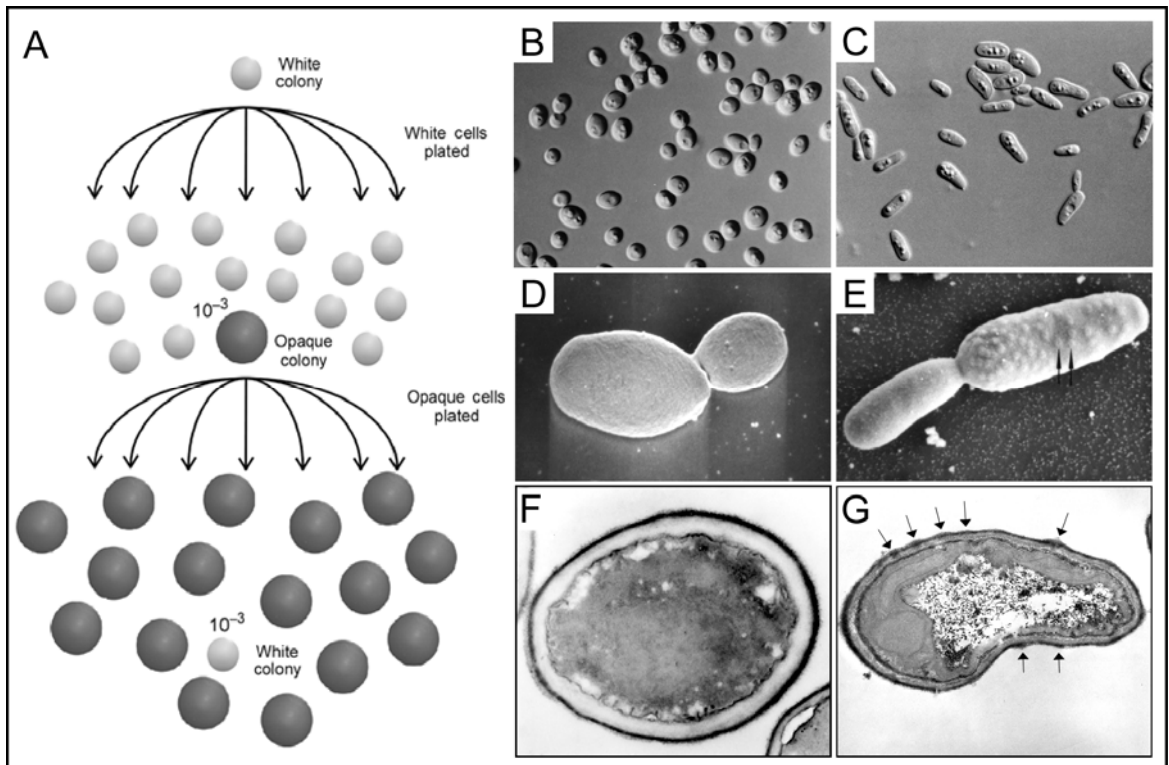 A
White
colony
White cells
plated
10–3
Opaque
colony
Opaque cells
plated
10–3
White
colony
B
C
D
E
F
G